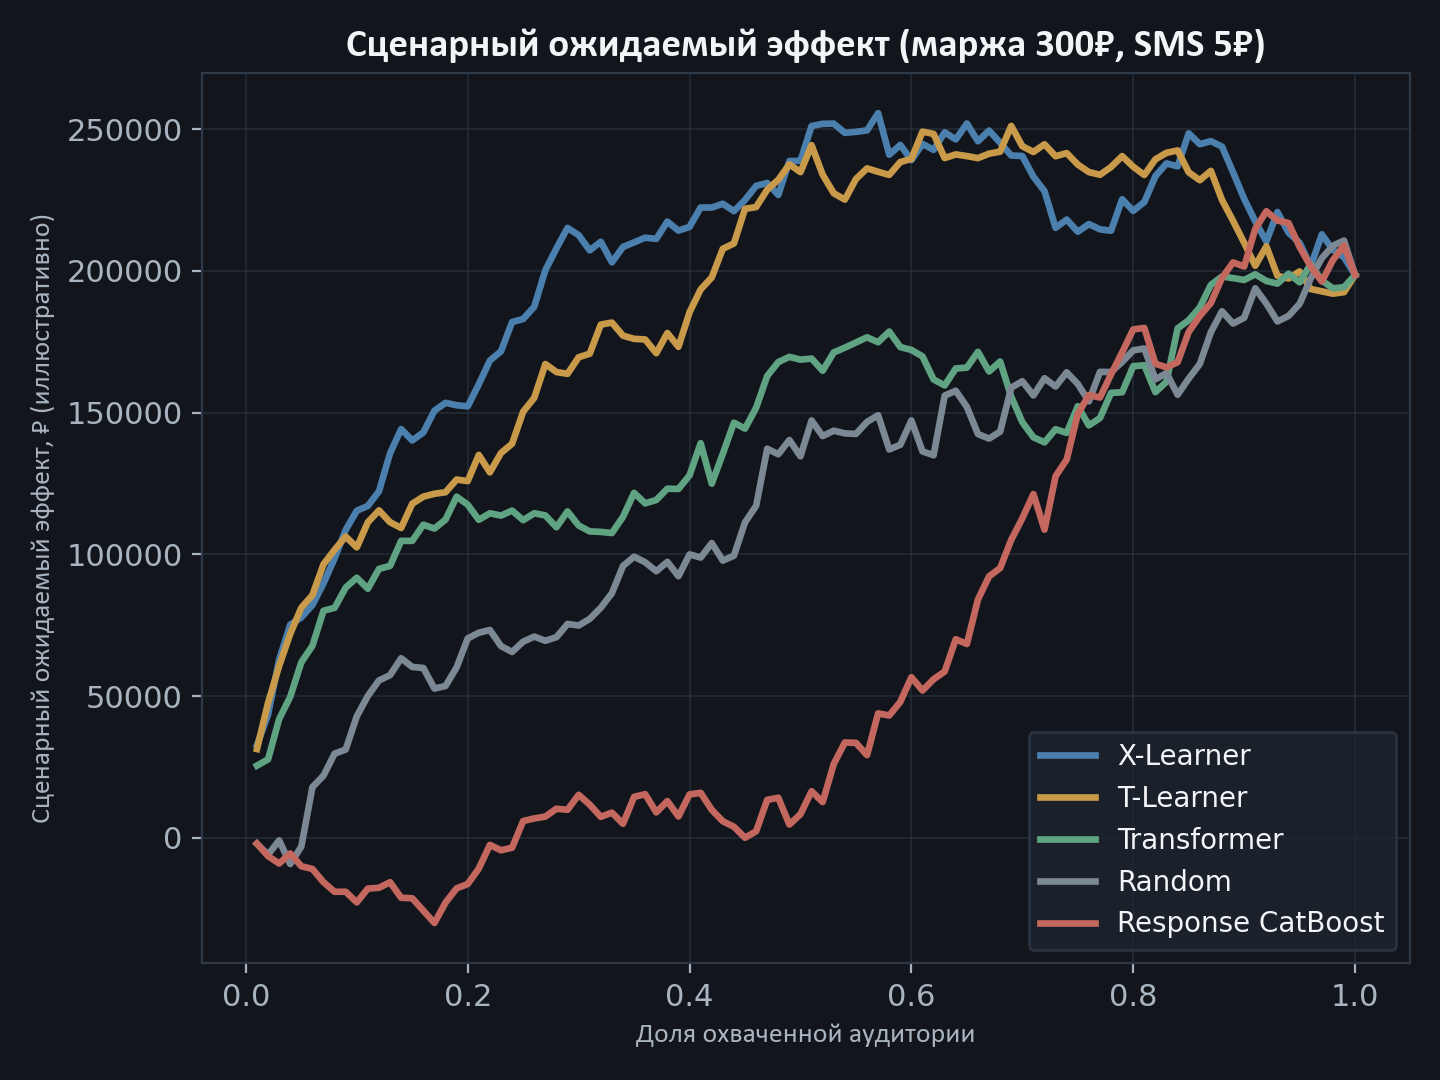 Сценарный ожидаемый эффект (маржа 300₽, SMS 5₽)
Сценарный ожидаемый эффект, ₽ (иллюстративно)
250000
200000
150000
100000
50000
0
X-Learner
T-Learner
Transformer
Random
Response CatBoost
0.0 0.2 0.4 0.6 0.8 1.0
Доля охваченной аудитории